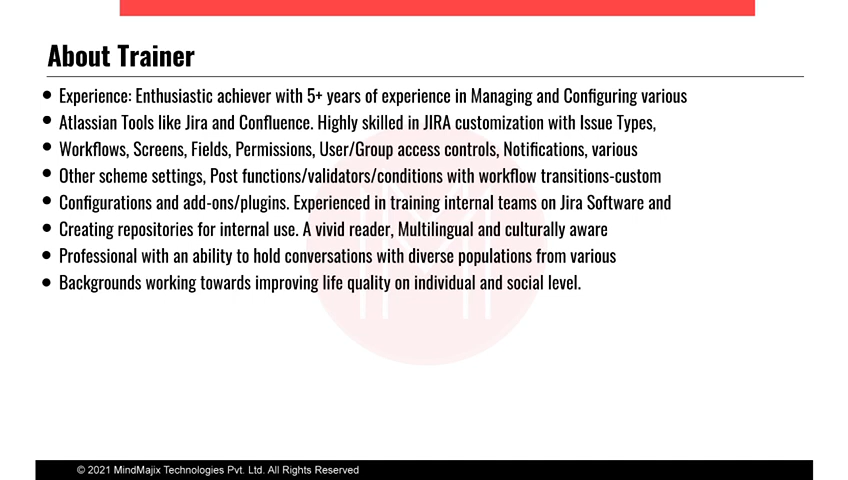 About Trainer
• Experience: Enthusiastic achiever with 5+ years of experience in Managing and Configuring various
• Atlassian Tools like Jira and Confluence. Highly skilled in JIRA customization with Issue Types,
• Workflows, Screens, Fields, Permissions, User/Group access controls, Notifications, various
• Other scheme settings, Post functions/validators/conditions with workflow transitions-custom
• Configurations and add-ons/plugins. Experienced in training internal teams on Jira Software and
• Creating repositories for internal use. A vivid reader, Multilingual and culturally aware
• Professional with an ability to hold conversations with diverse populations from various
• Backgrounds working towards improving life quality on individual and social level.
© 2021 MindMajix Technologies Pvt. Ltd. All Rights Reserved